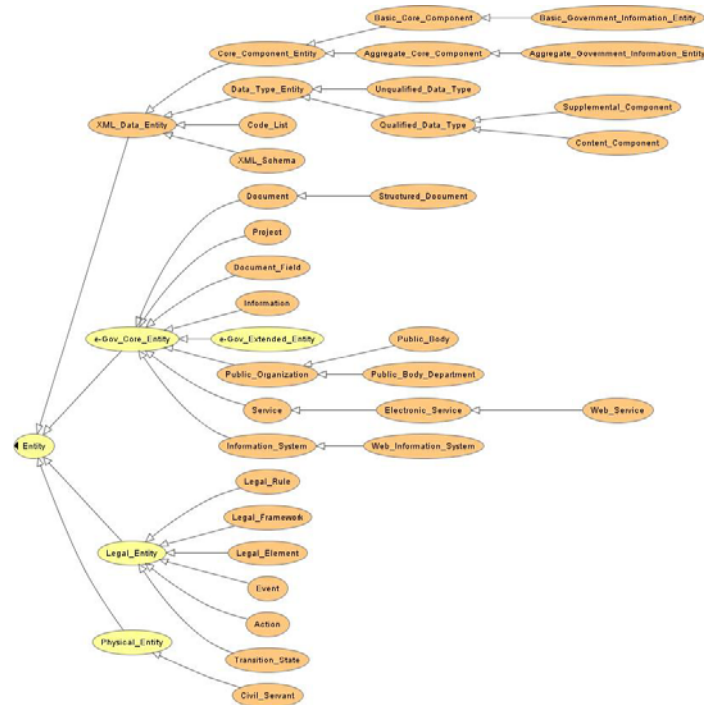 Basic_Core_Component
Basic_Government_Information_Entity
Core_Component_Entity
Aggregate_Core_Component
Aggregate_Government_Information_Entity
Data_Type_Entity
Unqualified_Data_Type
Supplemental_Component
XML_Data_Entity
Code_List
Qualified_Data_Type
Content_Component
XML_Schema
Document
Structured_Document
Project
Document_Field
Information
e-Gov_Core_Entity
e-Gov_Extended_Entity
Public_Body
Public_Organization
Public_Body_Department
Service
Electronic_Service
Web_Service
Entity
Information_System
Web_Information_System
Legal_Rule
Legal_Framework
Legal_Entity
Legal_Element
Event
Action
Physical_Entity
Transition_State
Civil_Servant